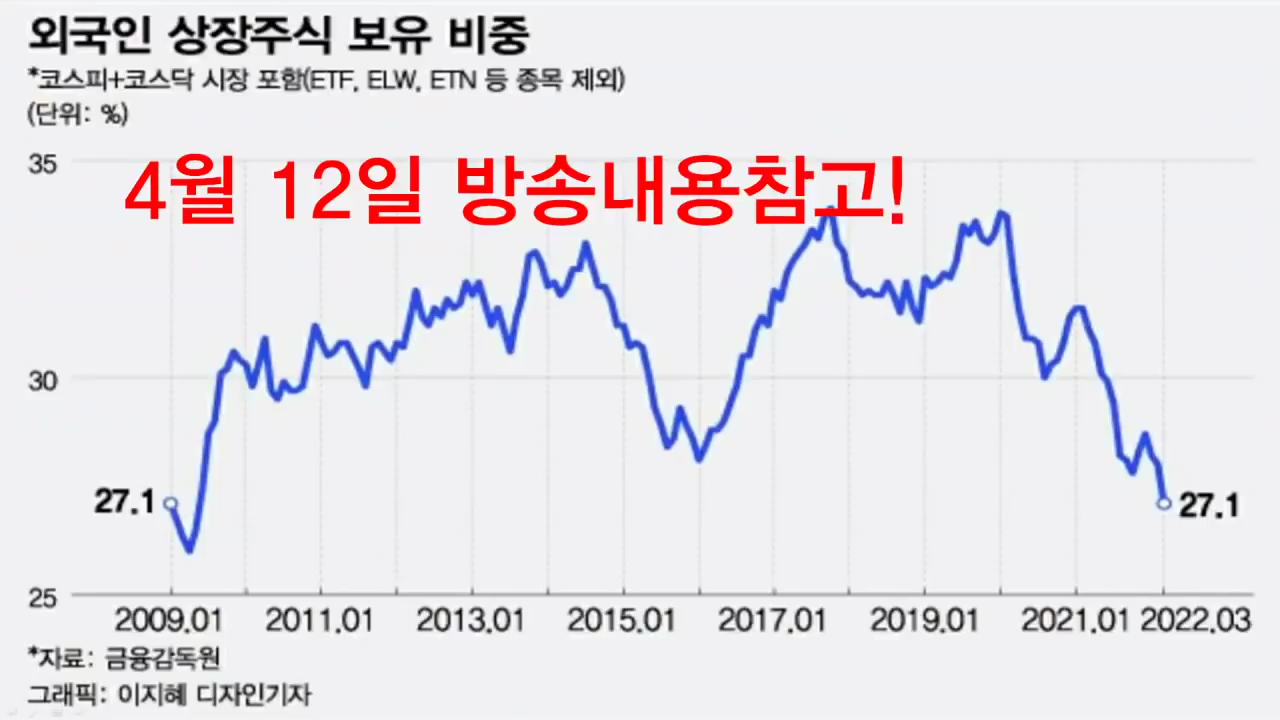 외국인 상장주식 보유 비중
*코스피+코스닥 시장 포함(ETF, ELW, ETN 등 종목 제외)
(단위: %)
35
4월 12일 방송내용참고!
30
27.1
27.1
25
2009.01 2011.01 2013.01 2015.01 2017.01 2019.01 2021.01 2022.03
*자료: 금융감독원
그래픽: 이지혜 디자인기자